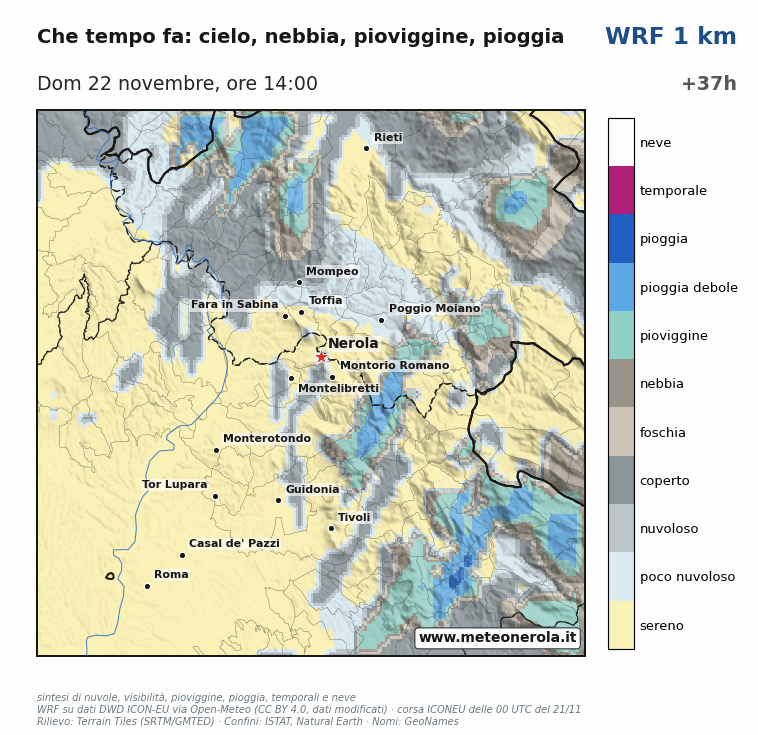 Che tempo fa: cielo, nebbia, pioviggine, pioggia
WRF 1 km
Dom 22 novembre, ore 14:00
+37h
Rieti
Mompeo
Fara in Sabina
Toffia
Poggio Moiano
Nerola
Montorio Romano
Montelibretti
Monterotondo
Tor Lupara
Guidonia
Tivoli
Casal de' Pazzi
Roma
www.meteonerola.it
neve
temporale
pioggia
pioggia debole
pioviggine
nebbia
foschia
coperto
nuvoloso
poco nuvoloso
sereno
sintesi di nuvole, visibilità, pioviggine, pioggia, temporali e neve
WRF su dati DWD ICON-EU via Open-Meteo (CC BY 4.0, dati modificati) · corsa ICONEU delle 00 UTC del 21/11
Rilievo: Terrain Tiles (SRTM/GMTED) · Confini: ISTAT, Natural Earth · Nomi: GeoNames